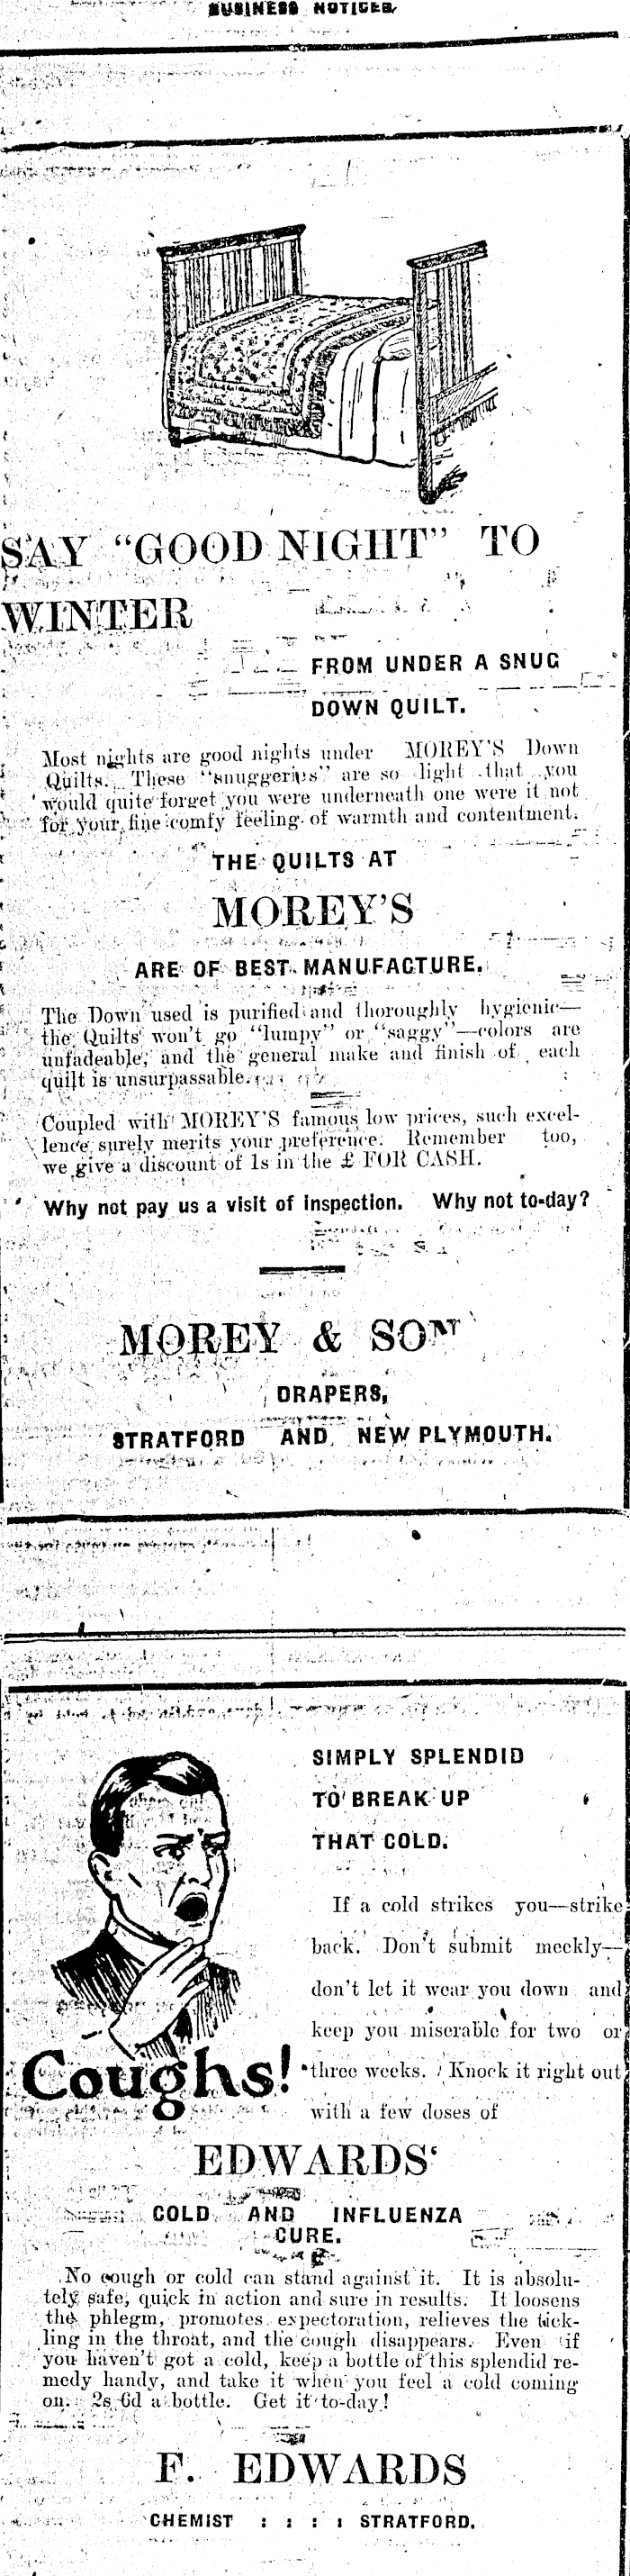 BUSINESS NOTICES.
SAY "GOOD NIGHT" TO
WINTER
FROM UNDER A SNUG
DOWN QUILT.
Most nights are good nights under MOREY'S Down
Quilts. These "snuggeries" are so light that you
would quite forget you were underneath one were it not
for your fine comfy feeling of warmth and contentment.
THE QUILTS AT
MOREY'S
ARE OF BEST MANUFACTURE.
The Down used is purified and thoroughly hygienic—
the Quilts won't go "lumpy" or "saggy"—colors are
unfadeable, and the general make and finish of each
quilt is unsurpassable.
Coupled with MOREY'S famous low prices, such excel-
lence surely merits your preference. Remember too,
we give a discount of 1s in the £ FOR CASH.
Why not pay us a visit of inspection. Why not to-day?
MOREY & SON
DRAPERS,
STRATFORD AND NEW PLYMOUTH.
SIMPLY SPLENDID
TO BREAK UP
THAT COLD.
If a cold strikes you—strike
back. Don't submit meekly—
don't let it wear you down and
keep you miserable for two or
three weeks. Knock it right out
with a few doses of
Coughs!
EDWARDS'
COLD AND INFLUENZA
CURE.
No cough or cold can stand against it. It is absolu-
tely safe, quick in action and sure in results. It loosens
the phlegm, promotes expectoration, relieves the tick-
ling in the throat, and the cough disappears. Even if
you haven't got a cold, keep a bottle of this splendid re-
medy handy, and take it when you feel a cold coming
on. 2s 6d a bottle. Get it to-day!
F. EDWARDS
CHEMIST : : : : STRATFORD.